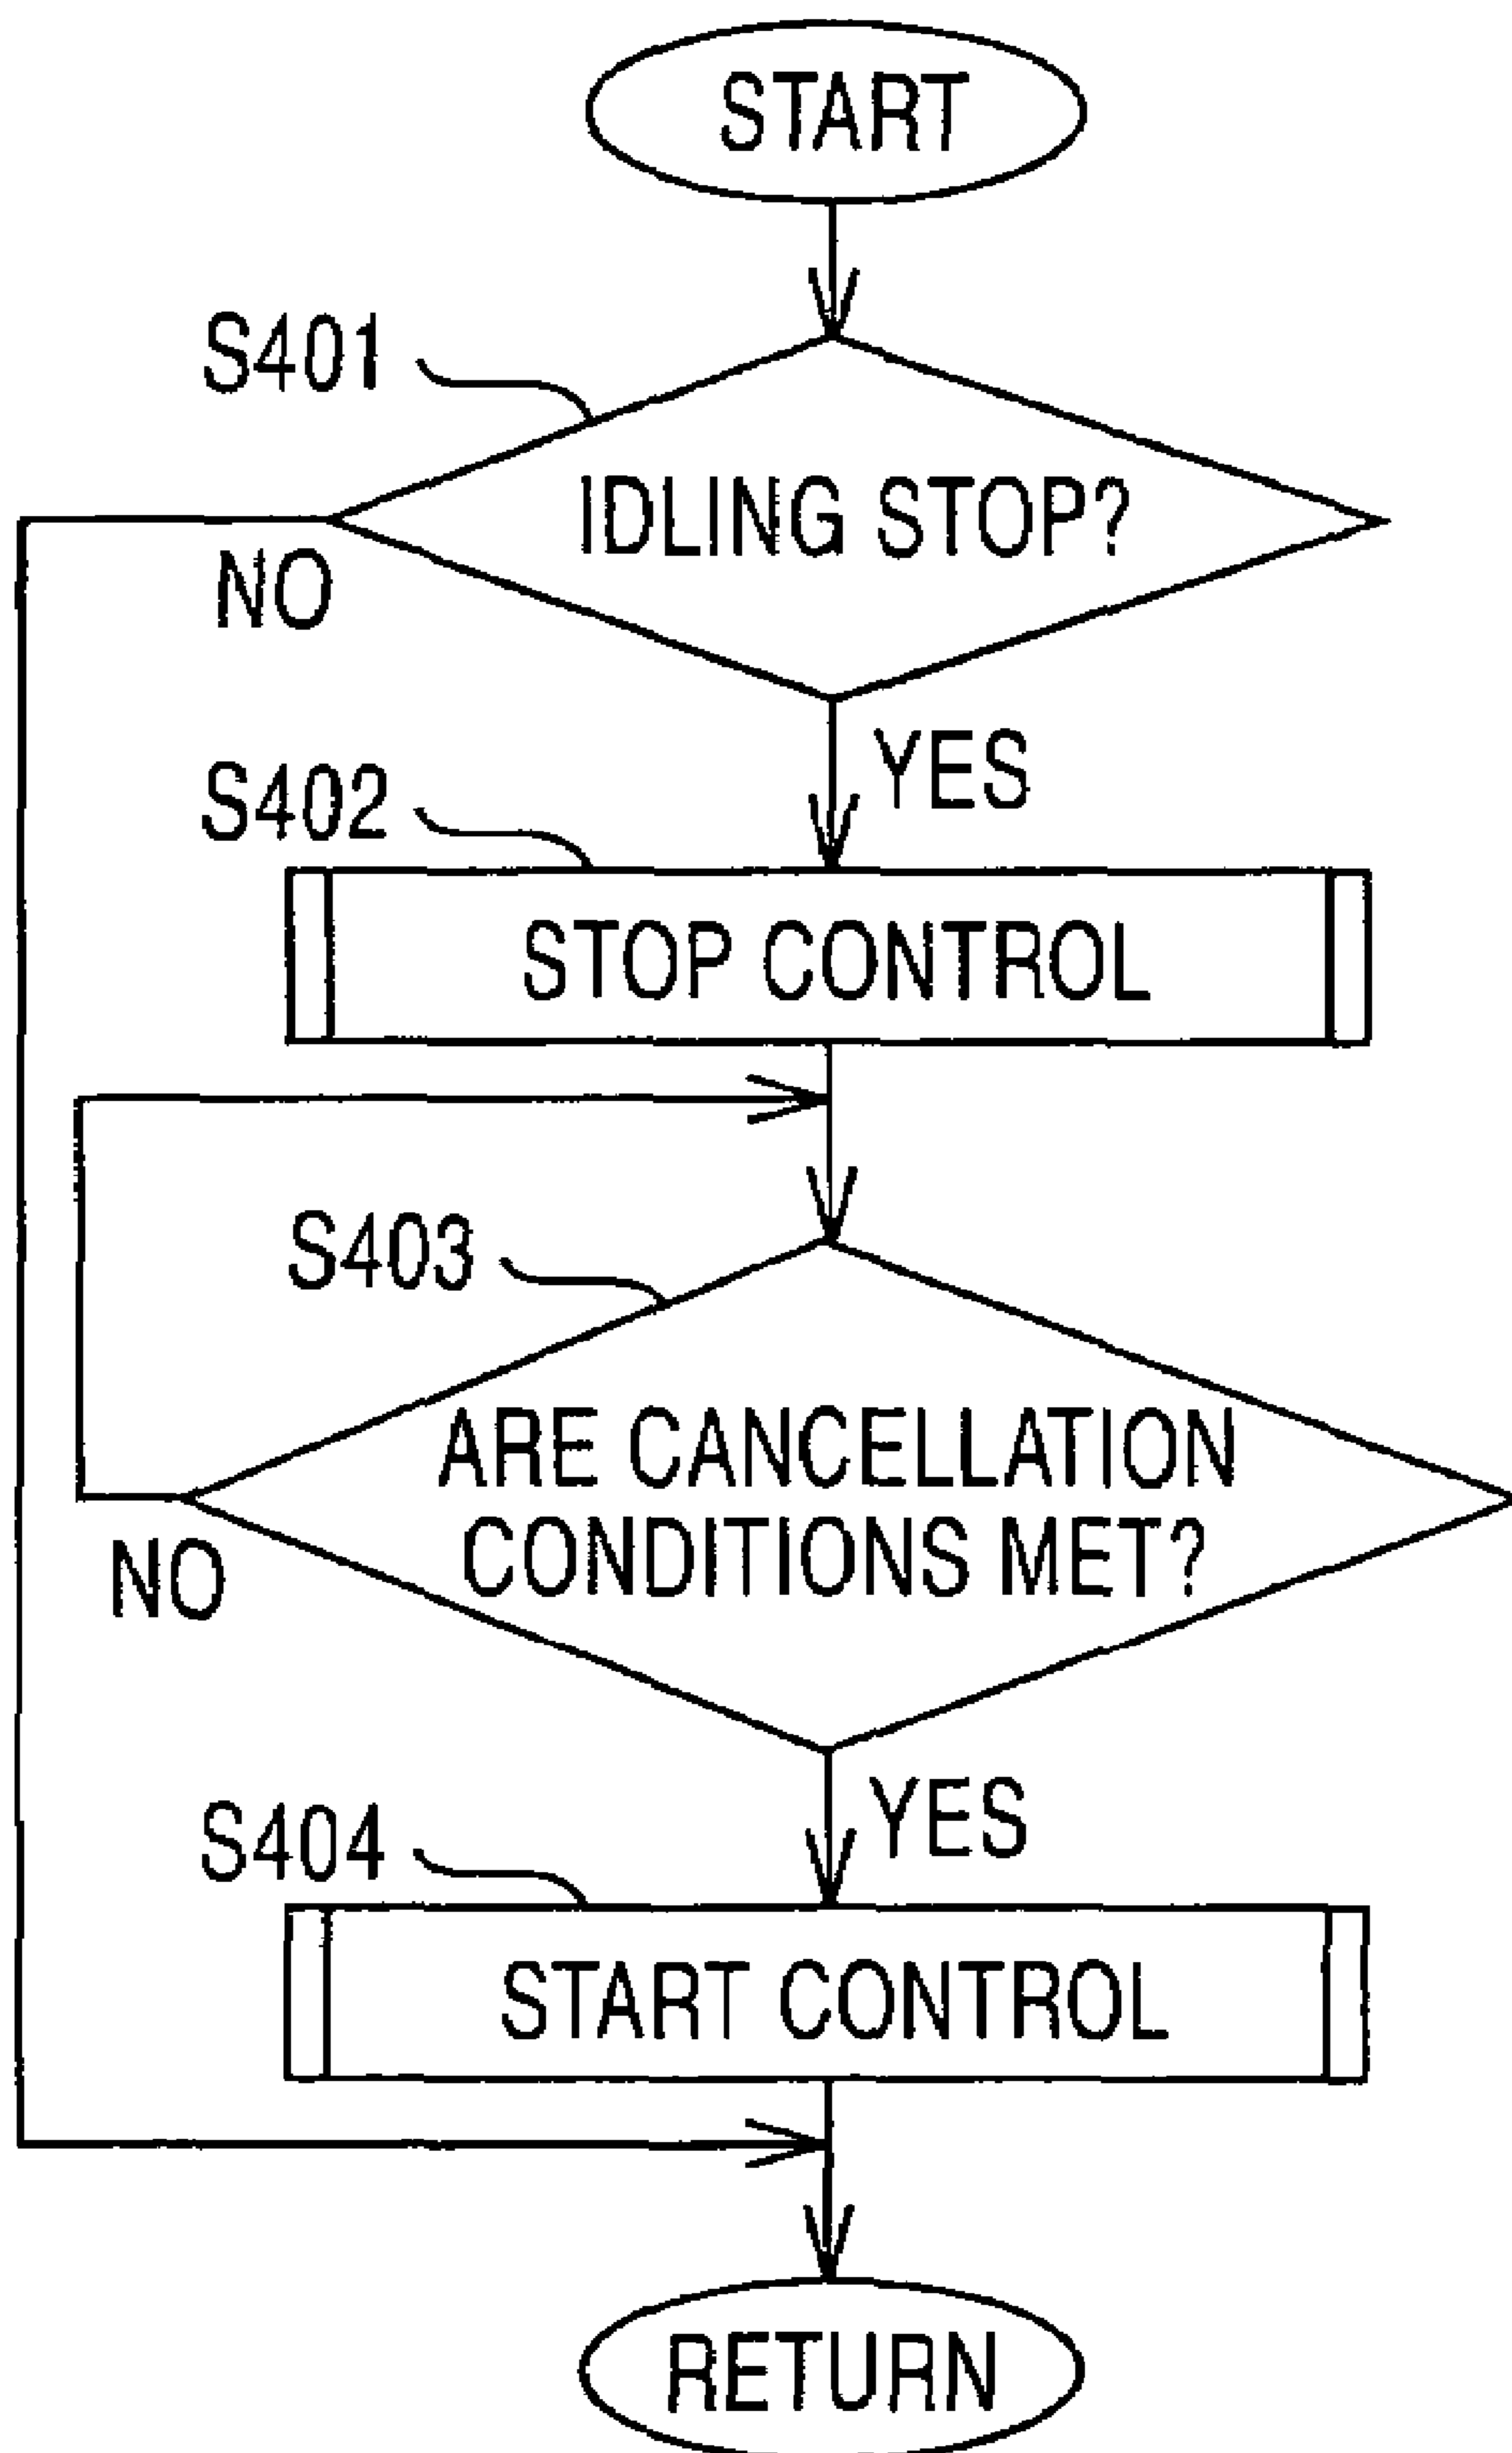 START
S401
IDLING STOP?
NO
YES
S402
STOP CONTROL
S403
ARE CANCELLATION
CONDITIONS MET?
NO
YES
S404
START CONTROL
RETURN